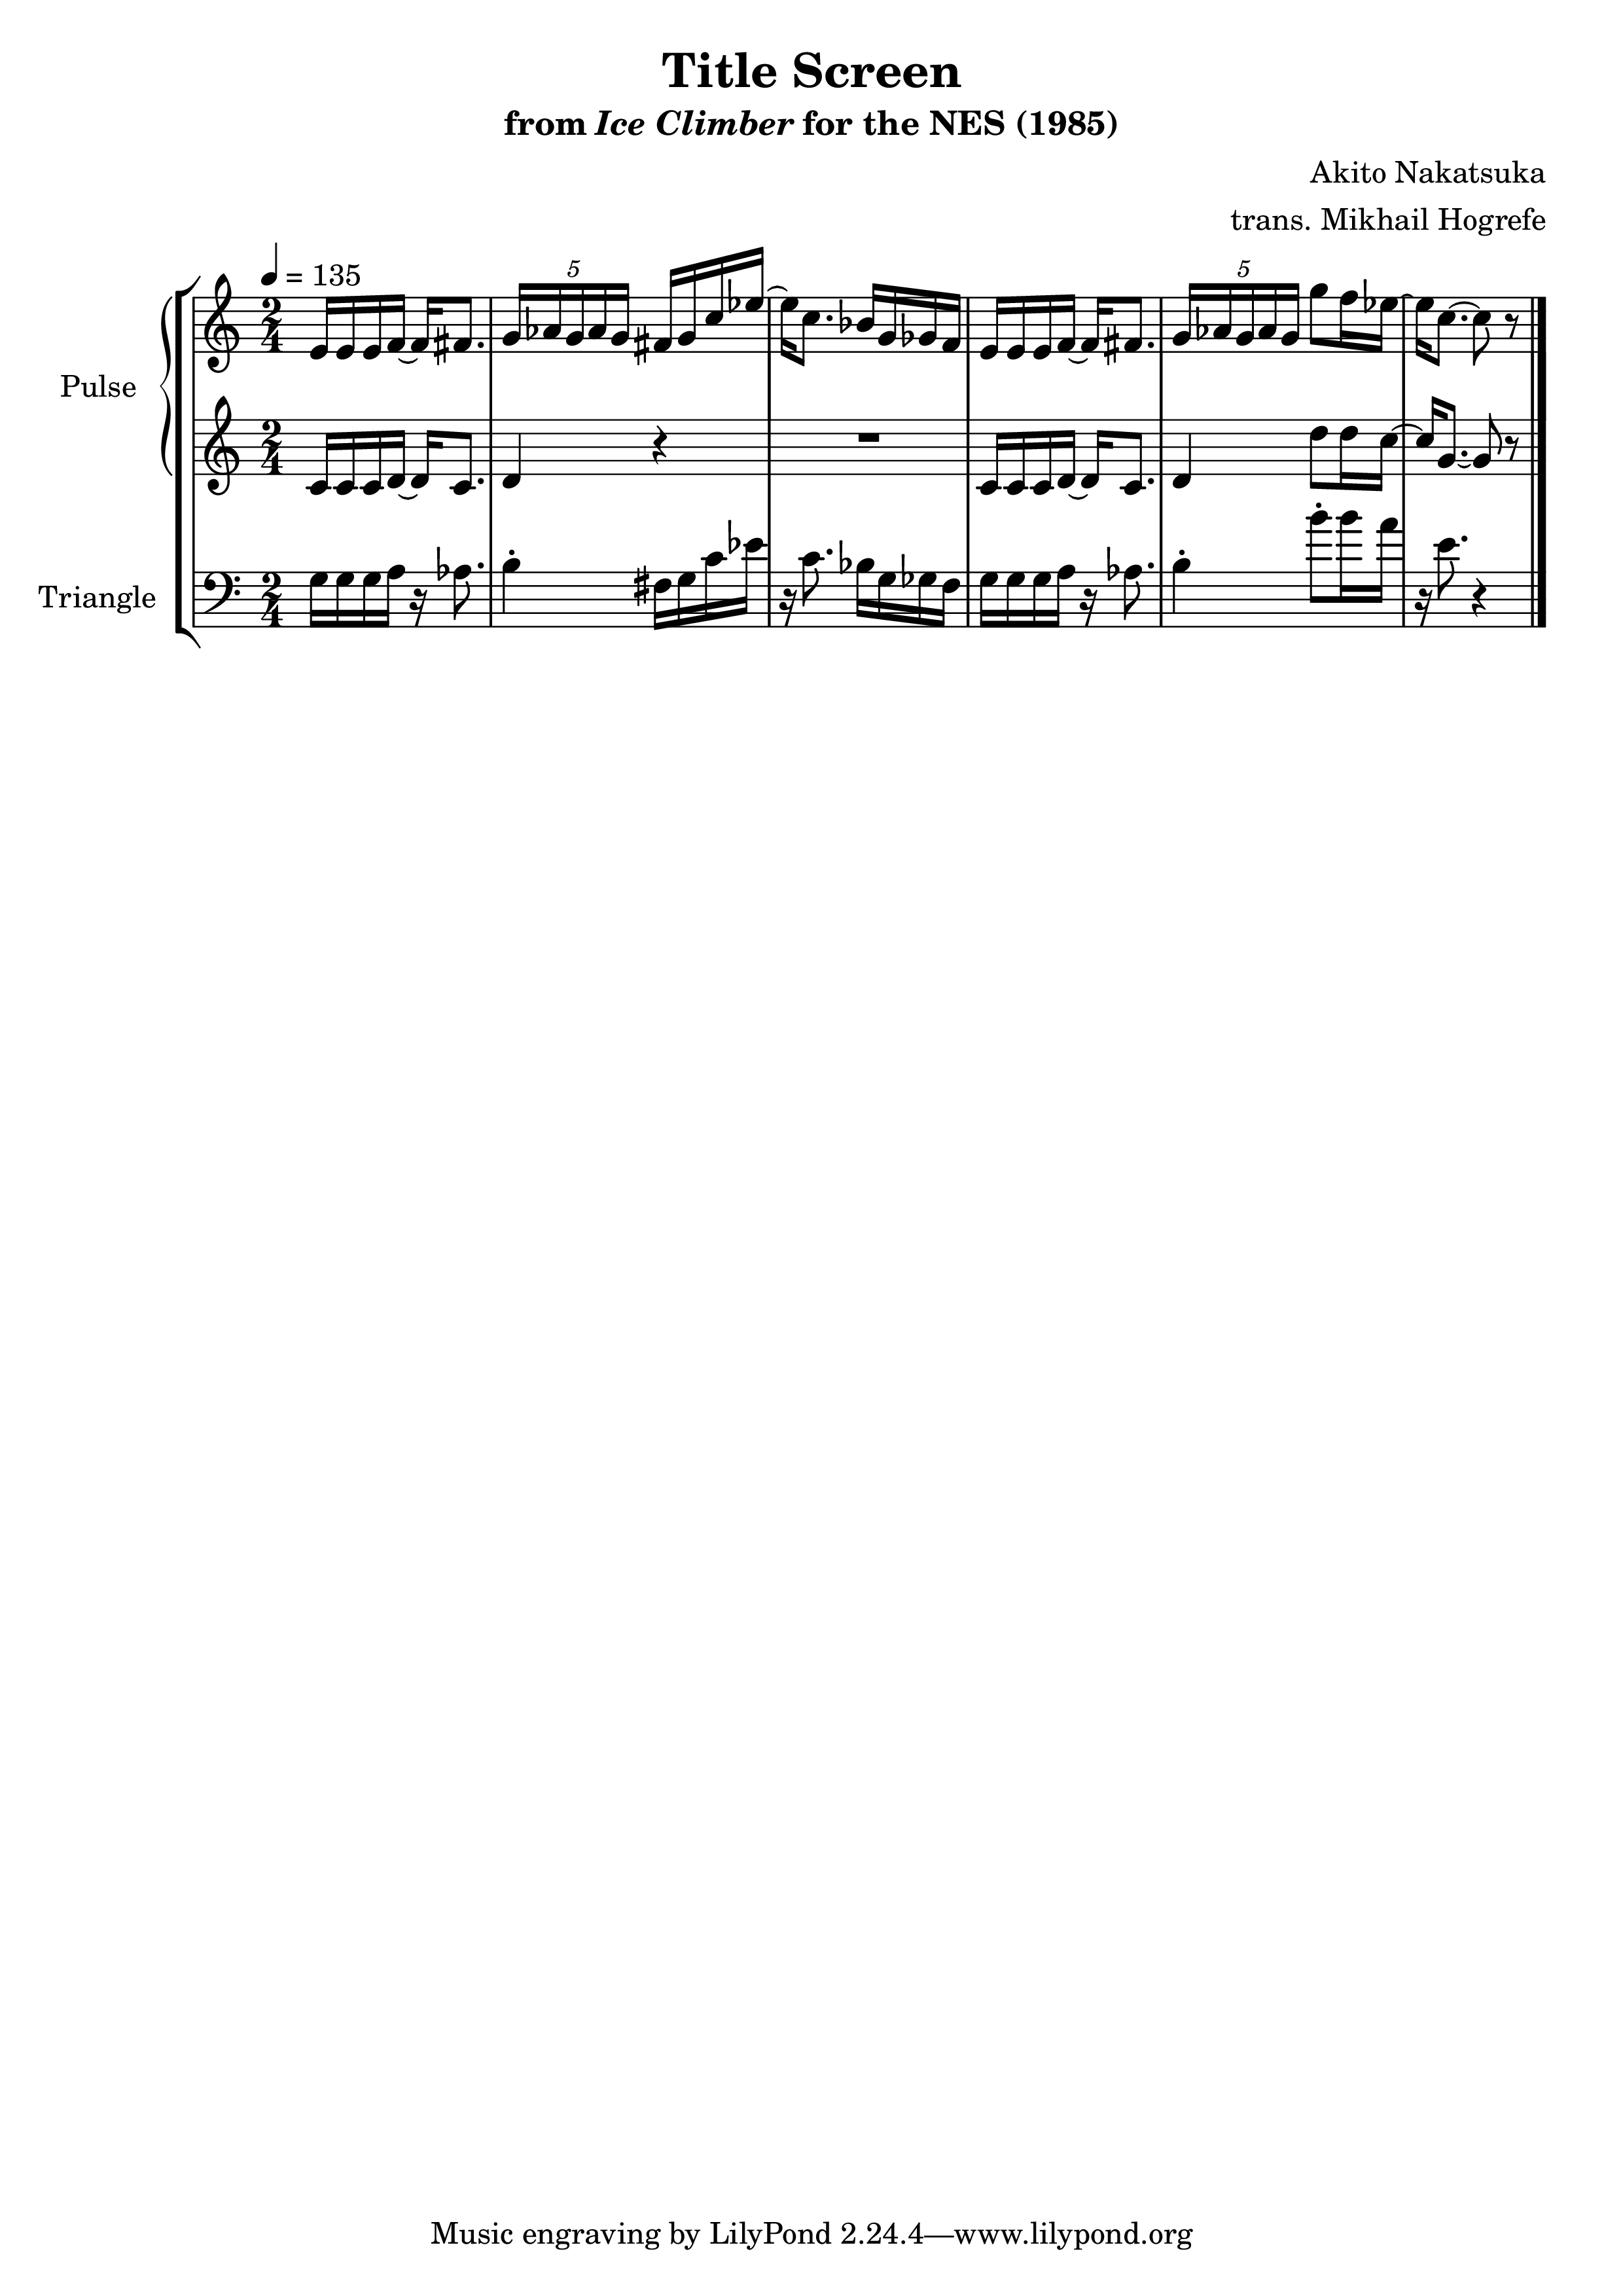 Title Screen
from Ice Climber for the NES (1985)
Akito Nakatsuka
trans. Mikhail Hogrefe
= 135
5
5
Pulse
Triangle
Music engraving by LilyPond 2.24.4—www.lilypond.org